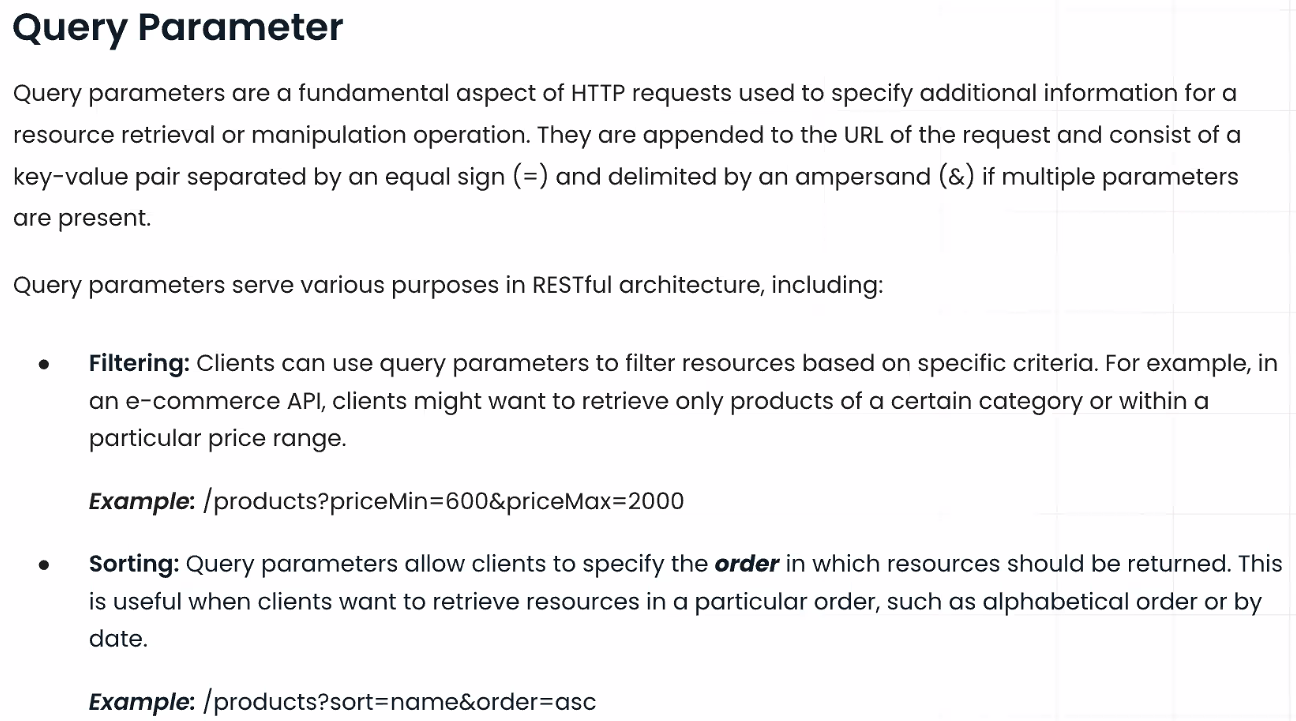 Query Parameter
Query parameters are a fundamental aspect of HTTP requests used to specify additional information for a
resource retrieval or manipulation operation. They are appended to the URL of the request and consist of a
key-value pair separated by an equal sign (=) and delimited by an ampersand (&) if multiple parameters
are present.
Query parameters serve various purposes in RESTful architecture, including:
● Filtering: Clients can use query parameters to filter resources based on specific criteria. For example, in
an e-commerce API, clients might want to retrieve only products of a certain category or within a
particular price range.
Example: /products?priceMin=600&priceMax=2000
● Sorting: Query parameters allow clients to specify the order in which resources should be returned. This
is useful when clients want to retrieve resources in a particular order, such as alphabetical order or by
date.
Example: /products?sort=name&order=asc